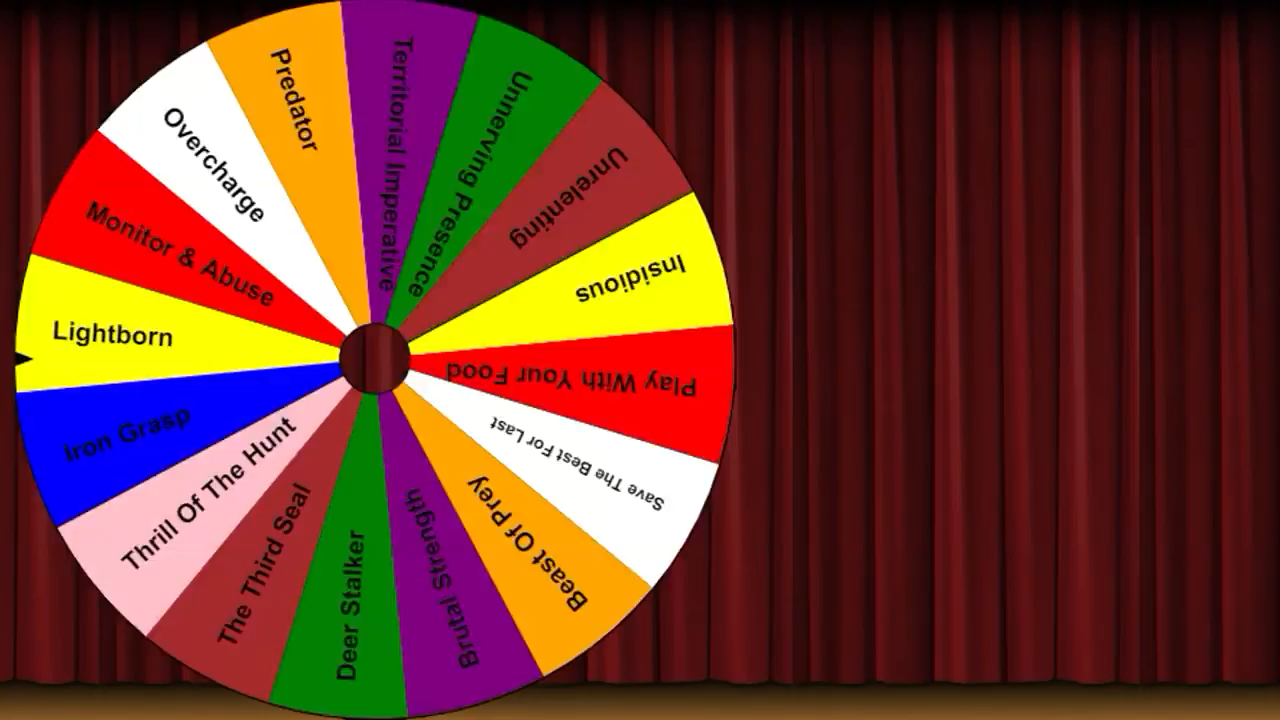 Territorial Imperative
Unnerving Presence
Unrelenting
Insidious
Play With Your Food
Save The Best For Last
Beast Of Prey
Brutal Strength
Deer Stalker
The Third Seal
Thrill Of The Hunt
Iron Grasp
Lightborn
Monitor & Abuse
Overcharge
Predator